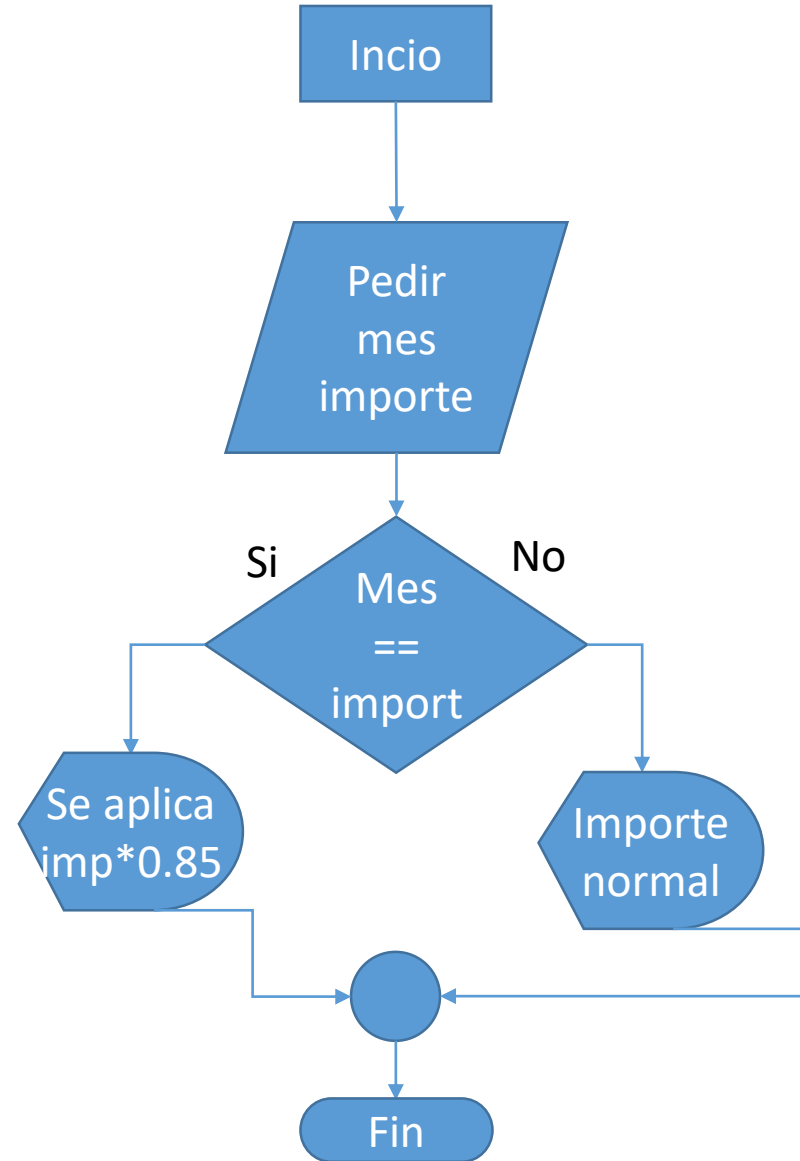 Incio
Pedir
mes
importe
Si
No
Mes
==
import
Se aplica
imp*0.85
Importe
normal
Fin